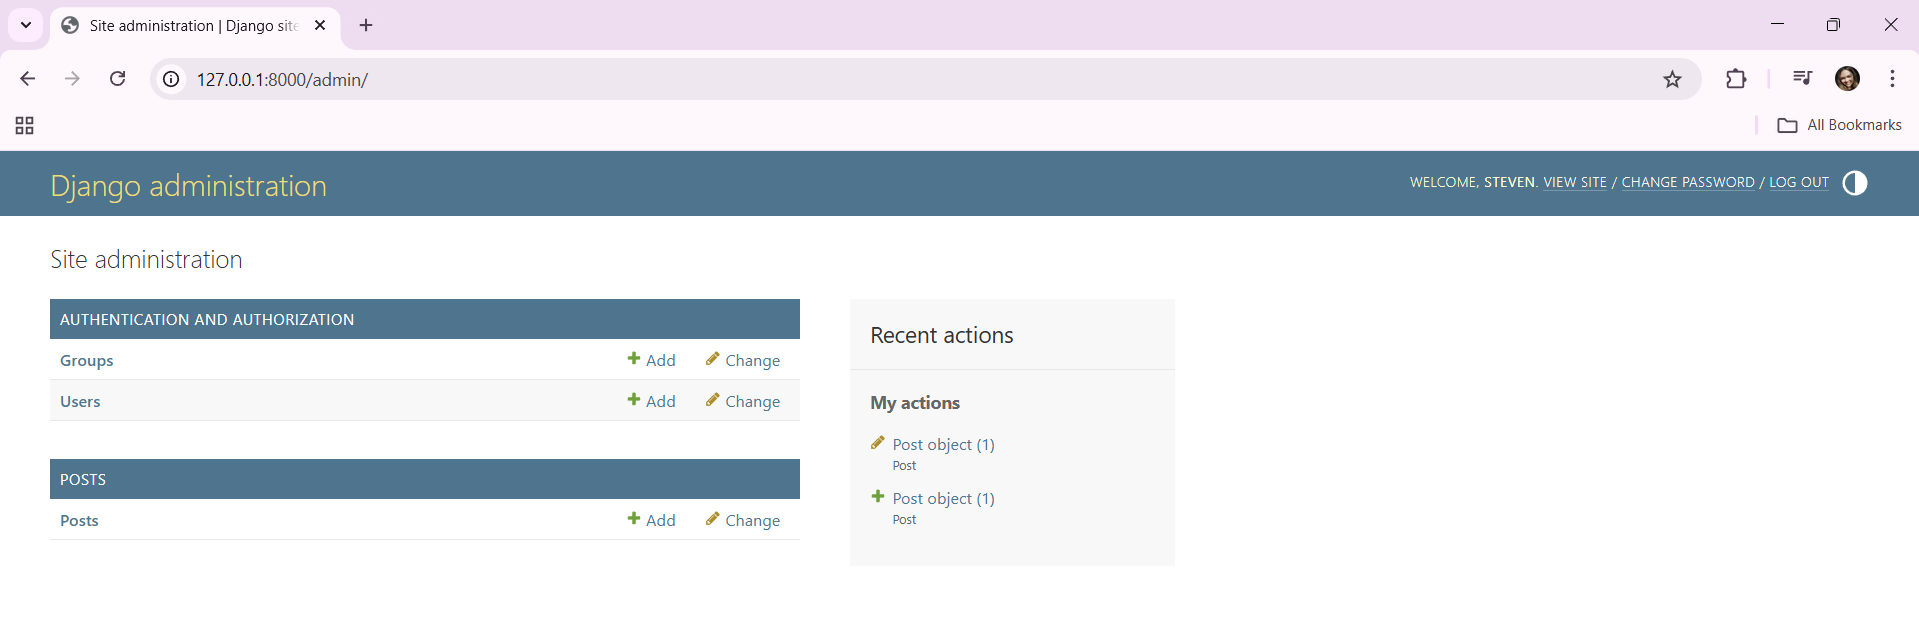 Site administration | Django site
127.0.0.1:8000/admin/
All Bookmarks
Django administration
WELCOME, STEVEN. VIEW SITE / CHANGE PASSWORD / LOG OUT
Site administration
AUTHENTICATION AND AUTHORIZATION
Groups Add Change
Users Add Change
POSTS
Posts Add Change
Recent actions
My actions
Post object (1)
Post
Post object (1)
Post